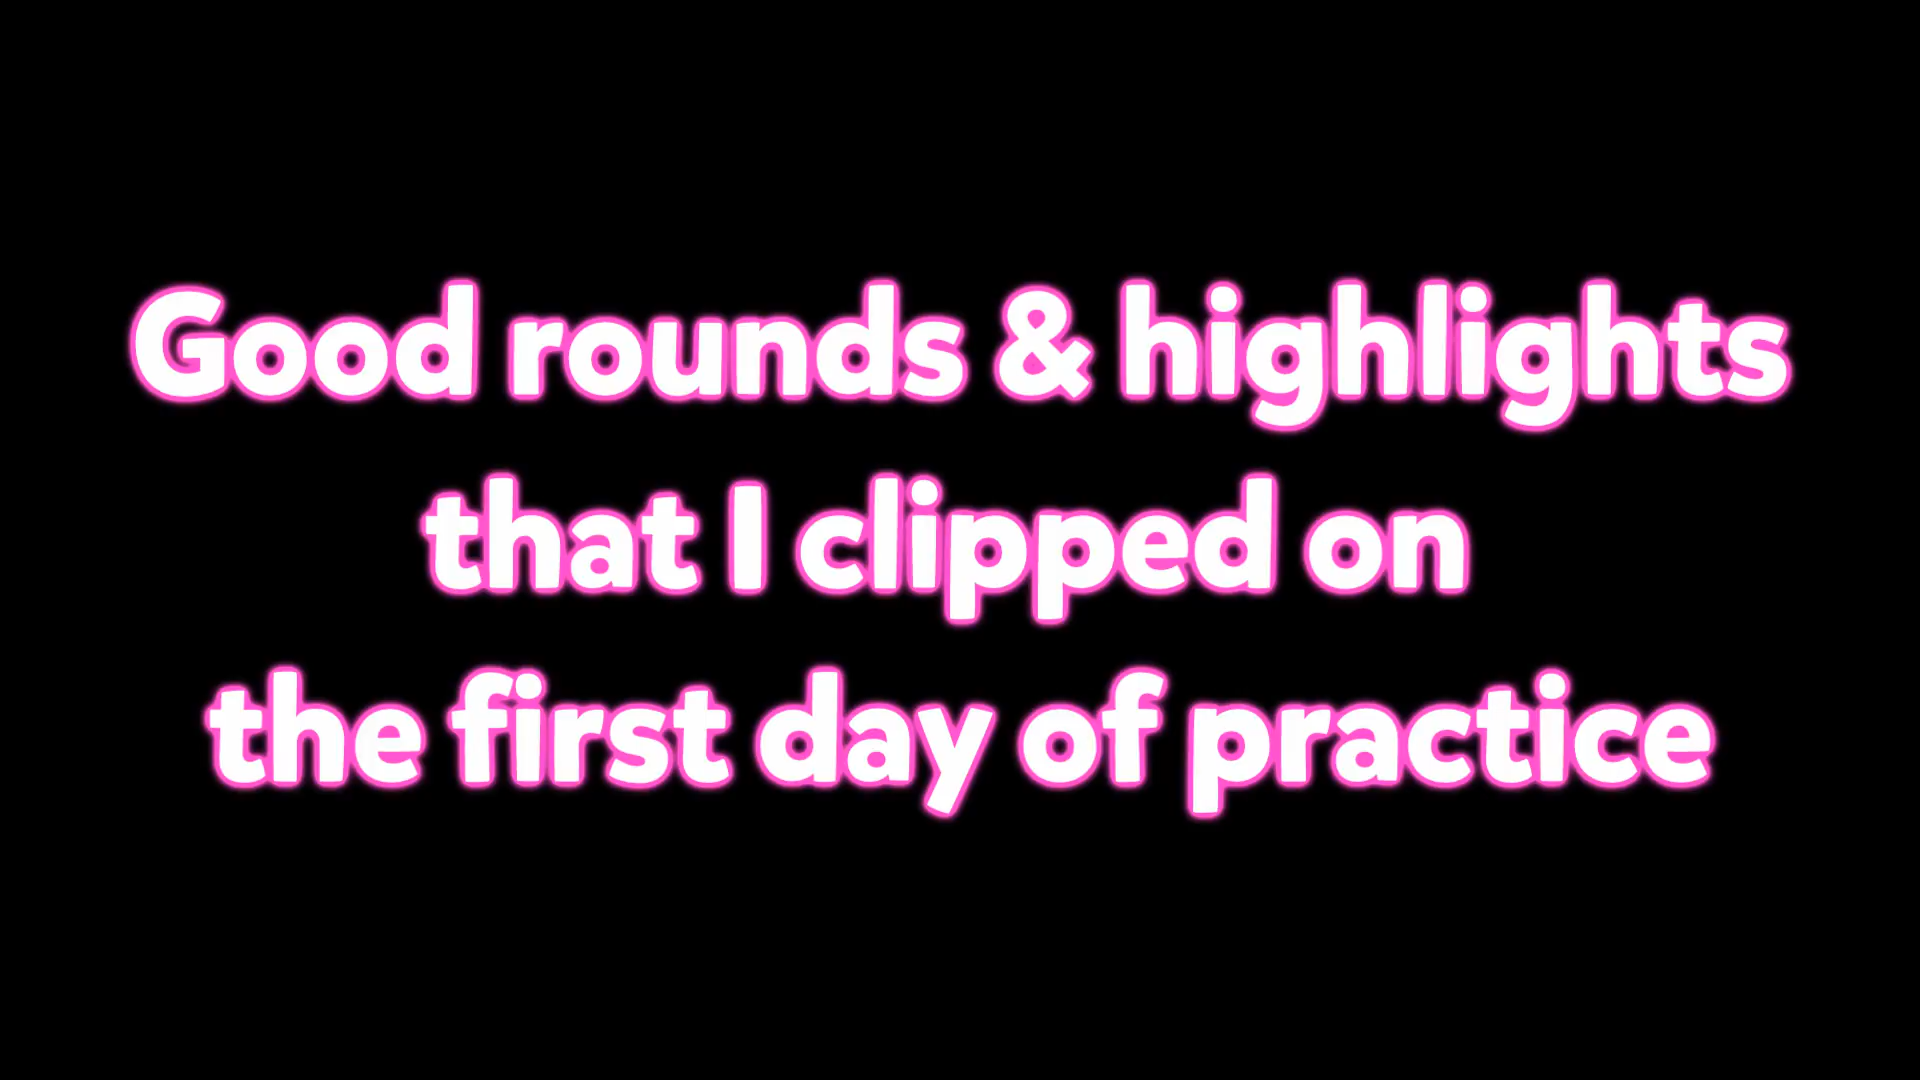 Good rounds & highlights
that I clipped on
the first day of practice